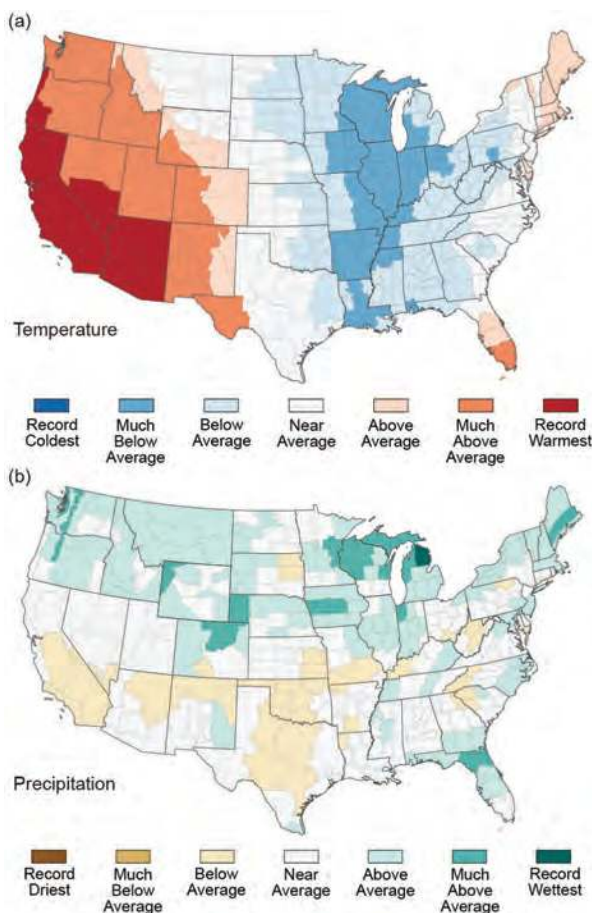 (a)
Temperature
Record Much Below Near Above Much Record
Coldest Below Average Average Average Above Warmest
Average Average
(b)
Precipitation
Record Much Below Near Above Much Record
Driest Below Average Average Average Above Wettest
Average Average